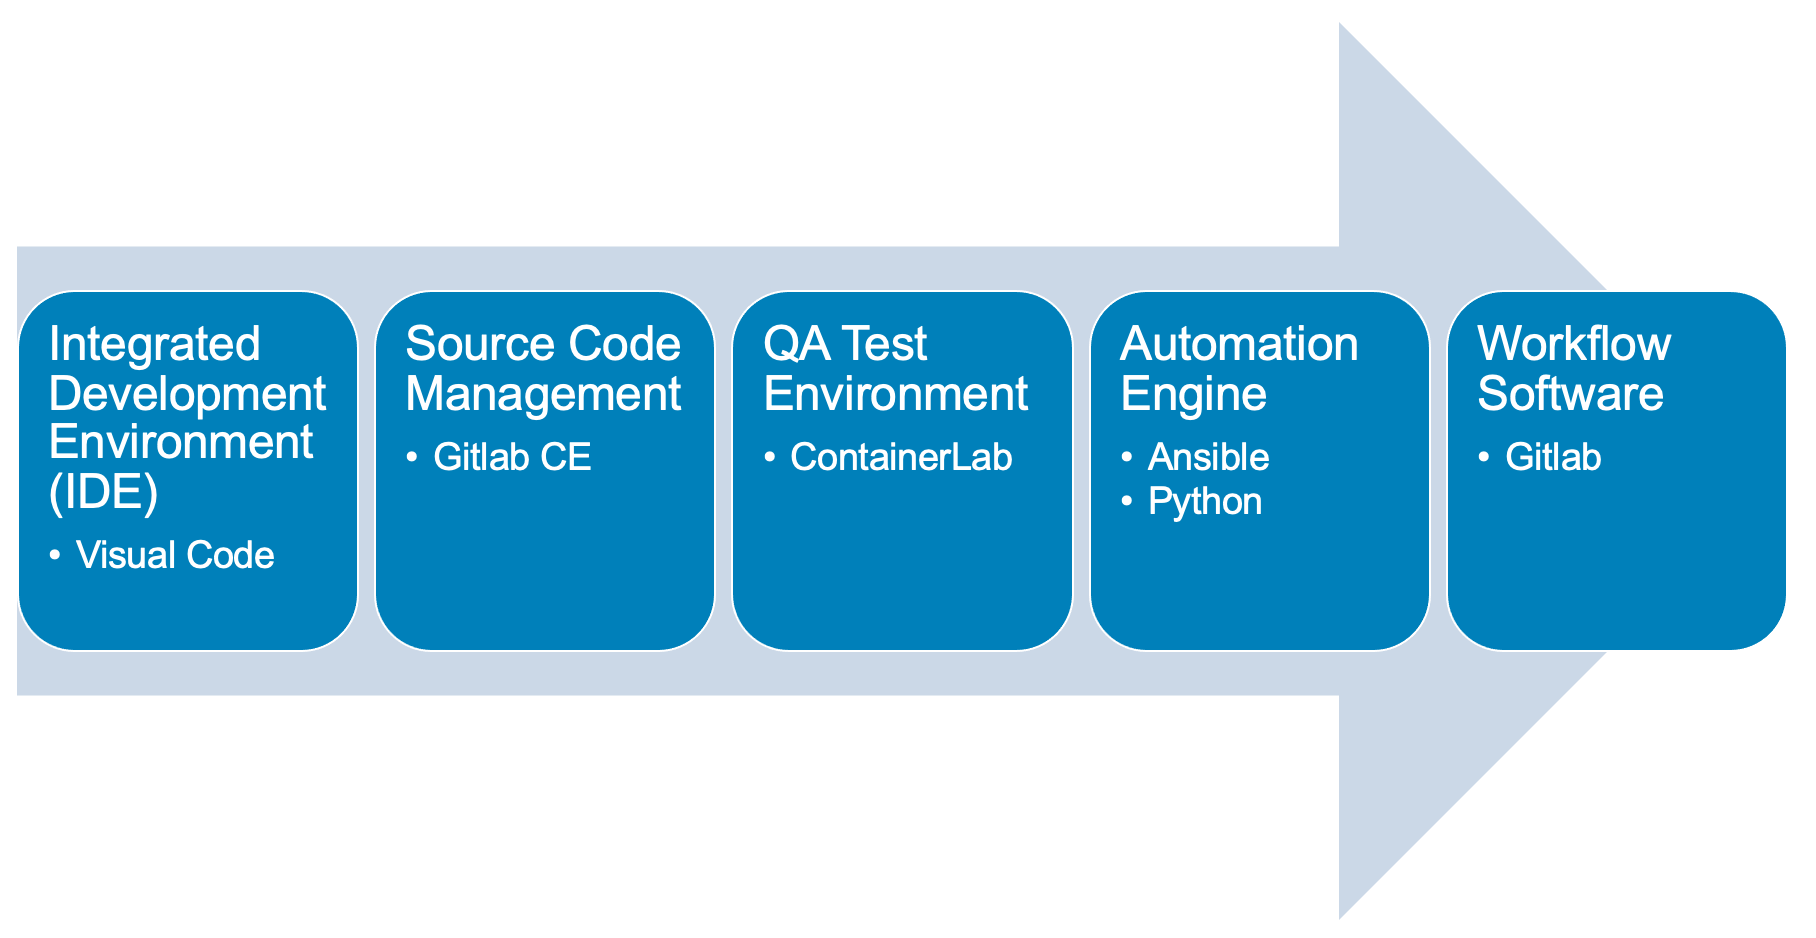 Integrated
Development
Environment
(IDE)
• Visual Code
Source Code
Management
• Gitlab CE
QA Test
Environment
• ContainerLab
Automation
Engine
• Ansible
• Python
Workflow
Software
• Gitlab